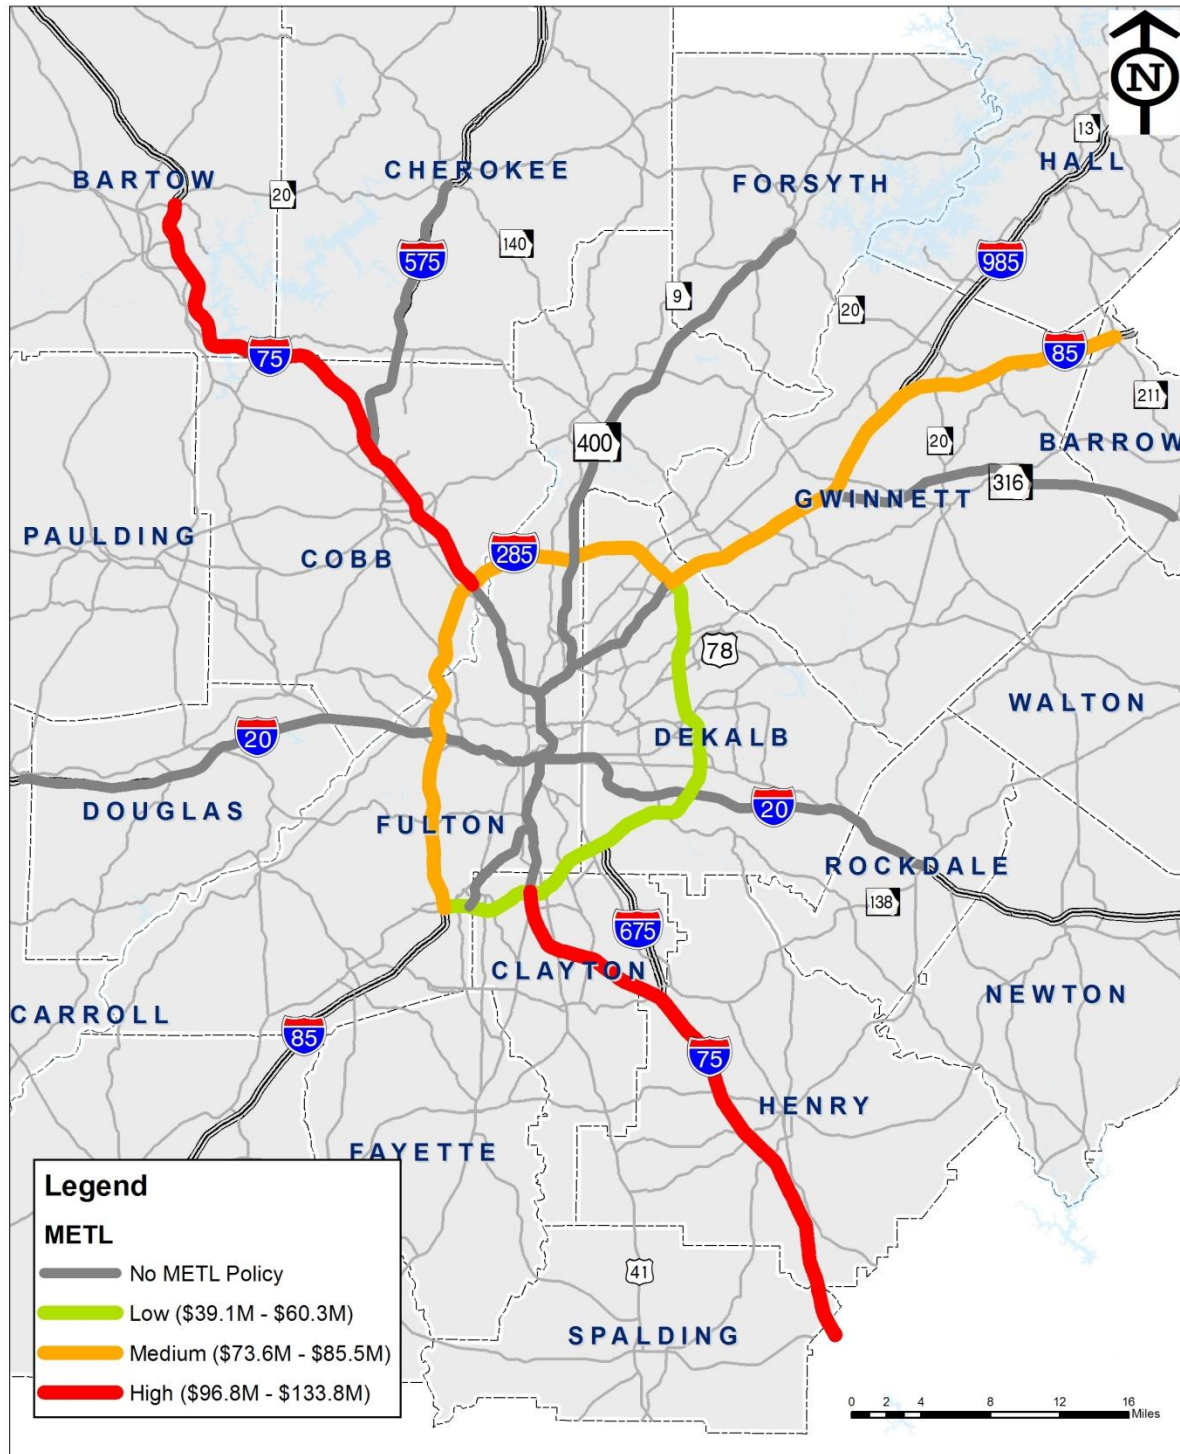 N
13
HALL
CHEROKEE
BARTOW
FORSYTH
20
140
575
985
9
20
75
85
211
400
20
BARROW
316
GWINNETT
PAULDING
COBB
285
78
WALTON
20
DEKALB
DOUGLAS
FULTON
20
ROCKDALE
138
675
CLAYTON
NEWTON
CARROLL
85
75
HENRY
FAYETTE
Legend
METL
No METL Policy
Low ($39.1M - $60.3M)
Medium ($73.6M - $85.5M)
High ($96.8M - $133.8M)
41
SPALDING
0 2 4 8 12 16
Miles